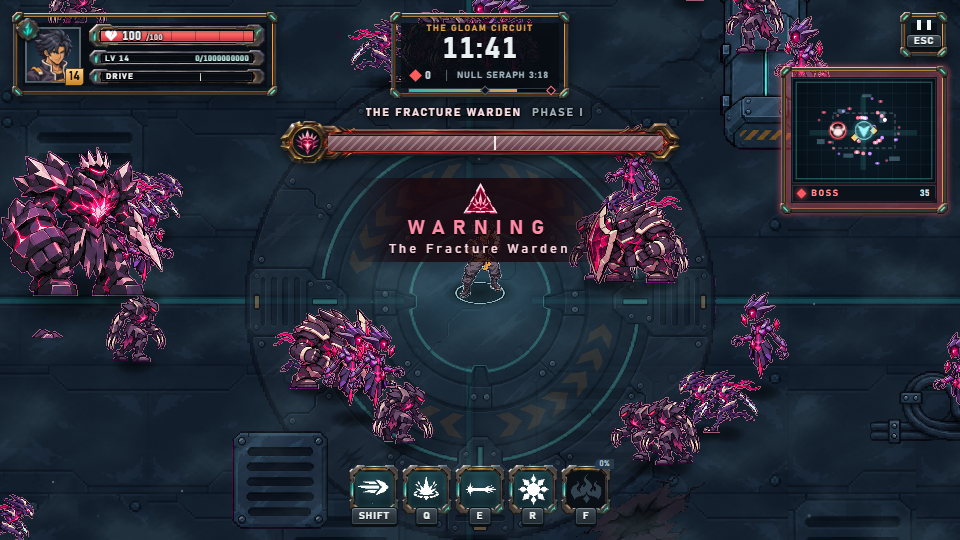 100 /100
LV 14
0/1000000000
14
DRIVE
THE GLOAM CIRCUIT
11:41
0
NULL SERAPH 3:18
ESC
THE FRACTURE WARDEN PHASE I
BOSS
35
WARNING
The Fracture Warden
0%
SHIFT
Q
E
R
F